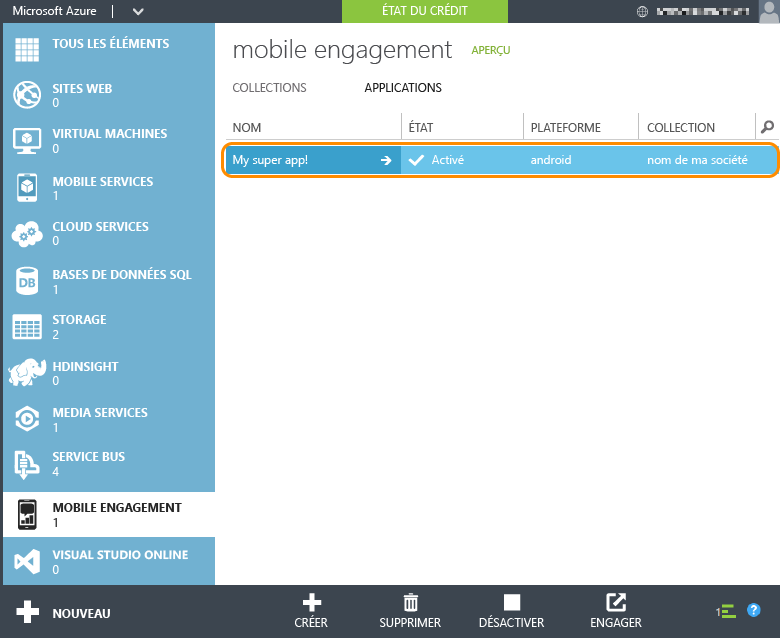 Microsoft Azure
ÉTAT DU CRÉDIT
TOUS LES ÉLÉMENTS
SITES WEB
0
VIRTUAL MACHINES
0
MOBILE SERVICES
1
CLOUD SERVICES
0
DB
BASES DE DONNÉES SQL
1
STORAGE
2
HDINSIGHT
0
MEDIA SERVICES
1
SERVICE BUS
4
MOBILE ENGAGEMENT
1
VISUAL STUDIO ONLINE
0
mobile engagement APERÇU
COLLECTIONS APPLICATIONS
NOM ÉTAT PLATEFORME COLLECTION
My super app! Activé android nom de ma société
NOUVEAU
CRÉER
SUPPRIMER
DÉSACTIVER
ENGAGER
1
?